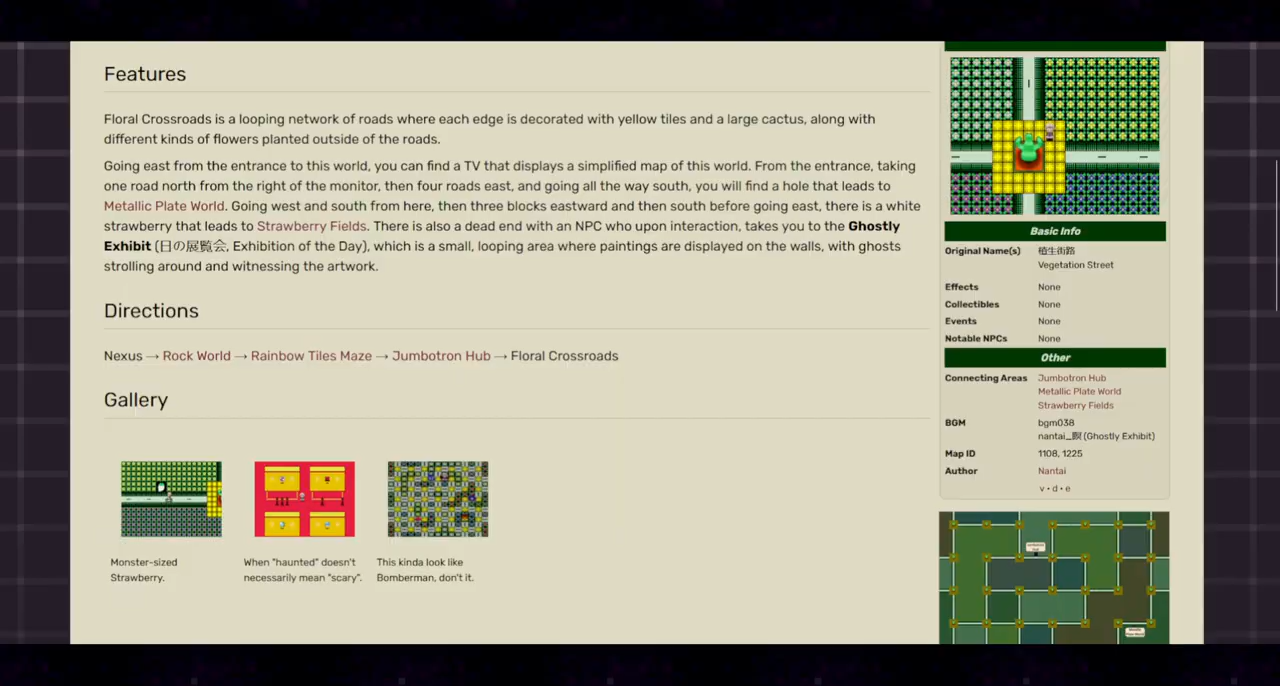 Features
Floral Crossroads is a looping network of roads where each edge is decorated with yellow tiles and a large cactus, along with
different kinds of flowers planted outside of the roads.
Going east from the entrance to this world, you can find a TV that displays a simplified map of this world. From the entrance, taking
one road north from the right of the monitor, then four roads east, and going all the way south, you will find a hole that leads to
Metallic Plate World. Going west and south from here, then three blocks eastward and then south before going east, there is a white
strawberry that leads to Strawberry Fields. There is also a dead end with an NPC who upon interaction, takes you to the Ghostly
Exhibit (日の展覧会, Exhibition of the Day), which is a small, looping area where paintings are displayed on the walls, with ghosts
strolling around and witnessing the artwork.
Directions
Nexus → Rock World → Rainbow Tiles Maze → Jumbotron Hub → Floral Crossroads
Gallery
Monster-sized
Strawberry.
When "haunted" doesn't
necessarily mean "scary".
This kinda look like
Bomberman, don't it.
Basic Info
Original Name(s) 植生街路
Vegetation Street
Effects None
Collectibles None
Events None
Notable NPCs None
Other
Connecting Areas Jumbotron Hub
Metallic Plate World
Strawberry Fields
BGM bgm038
(Ghostly Exhibit)
Map ID 1108, 1225
Author Nantai
v • d • e